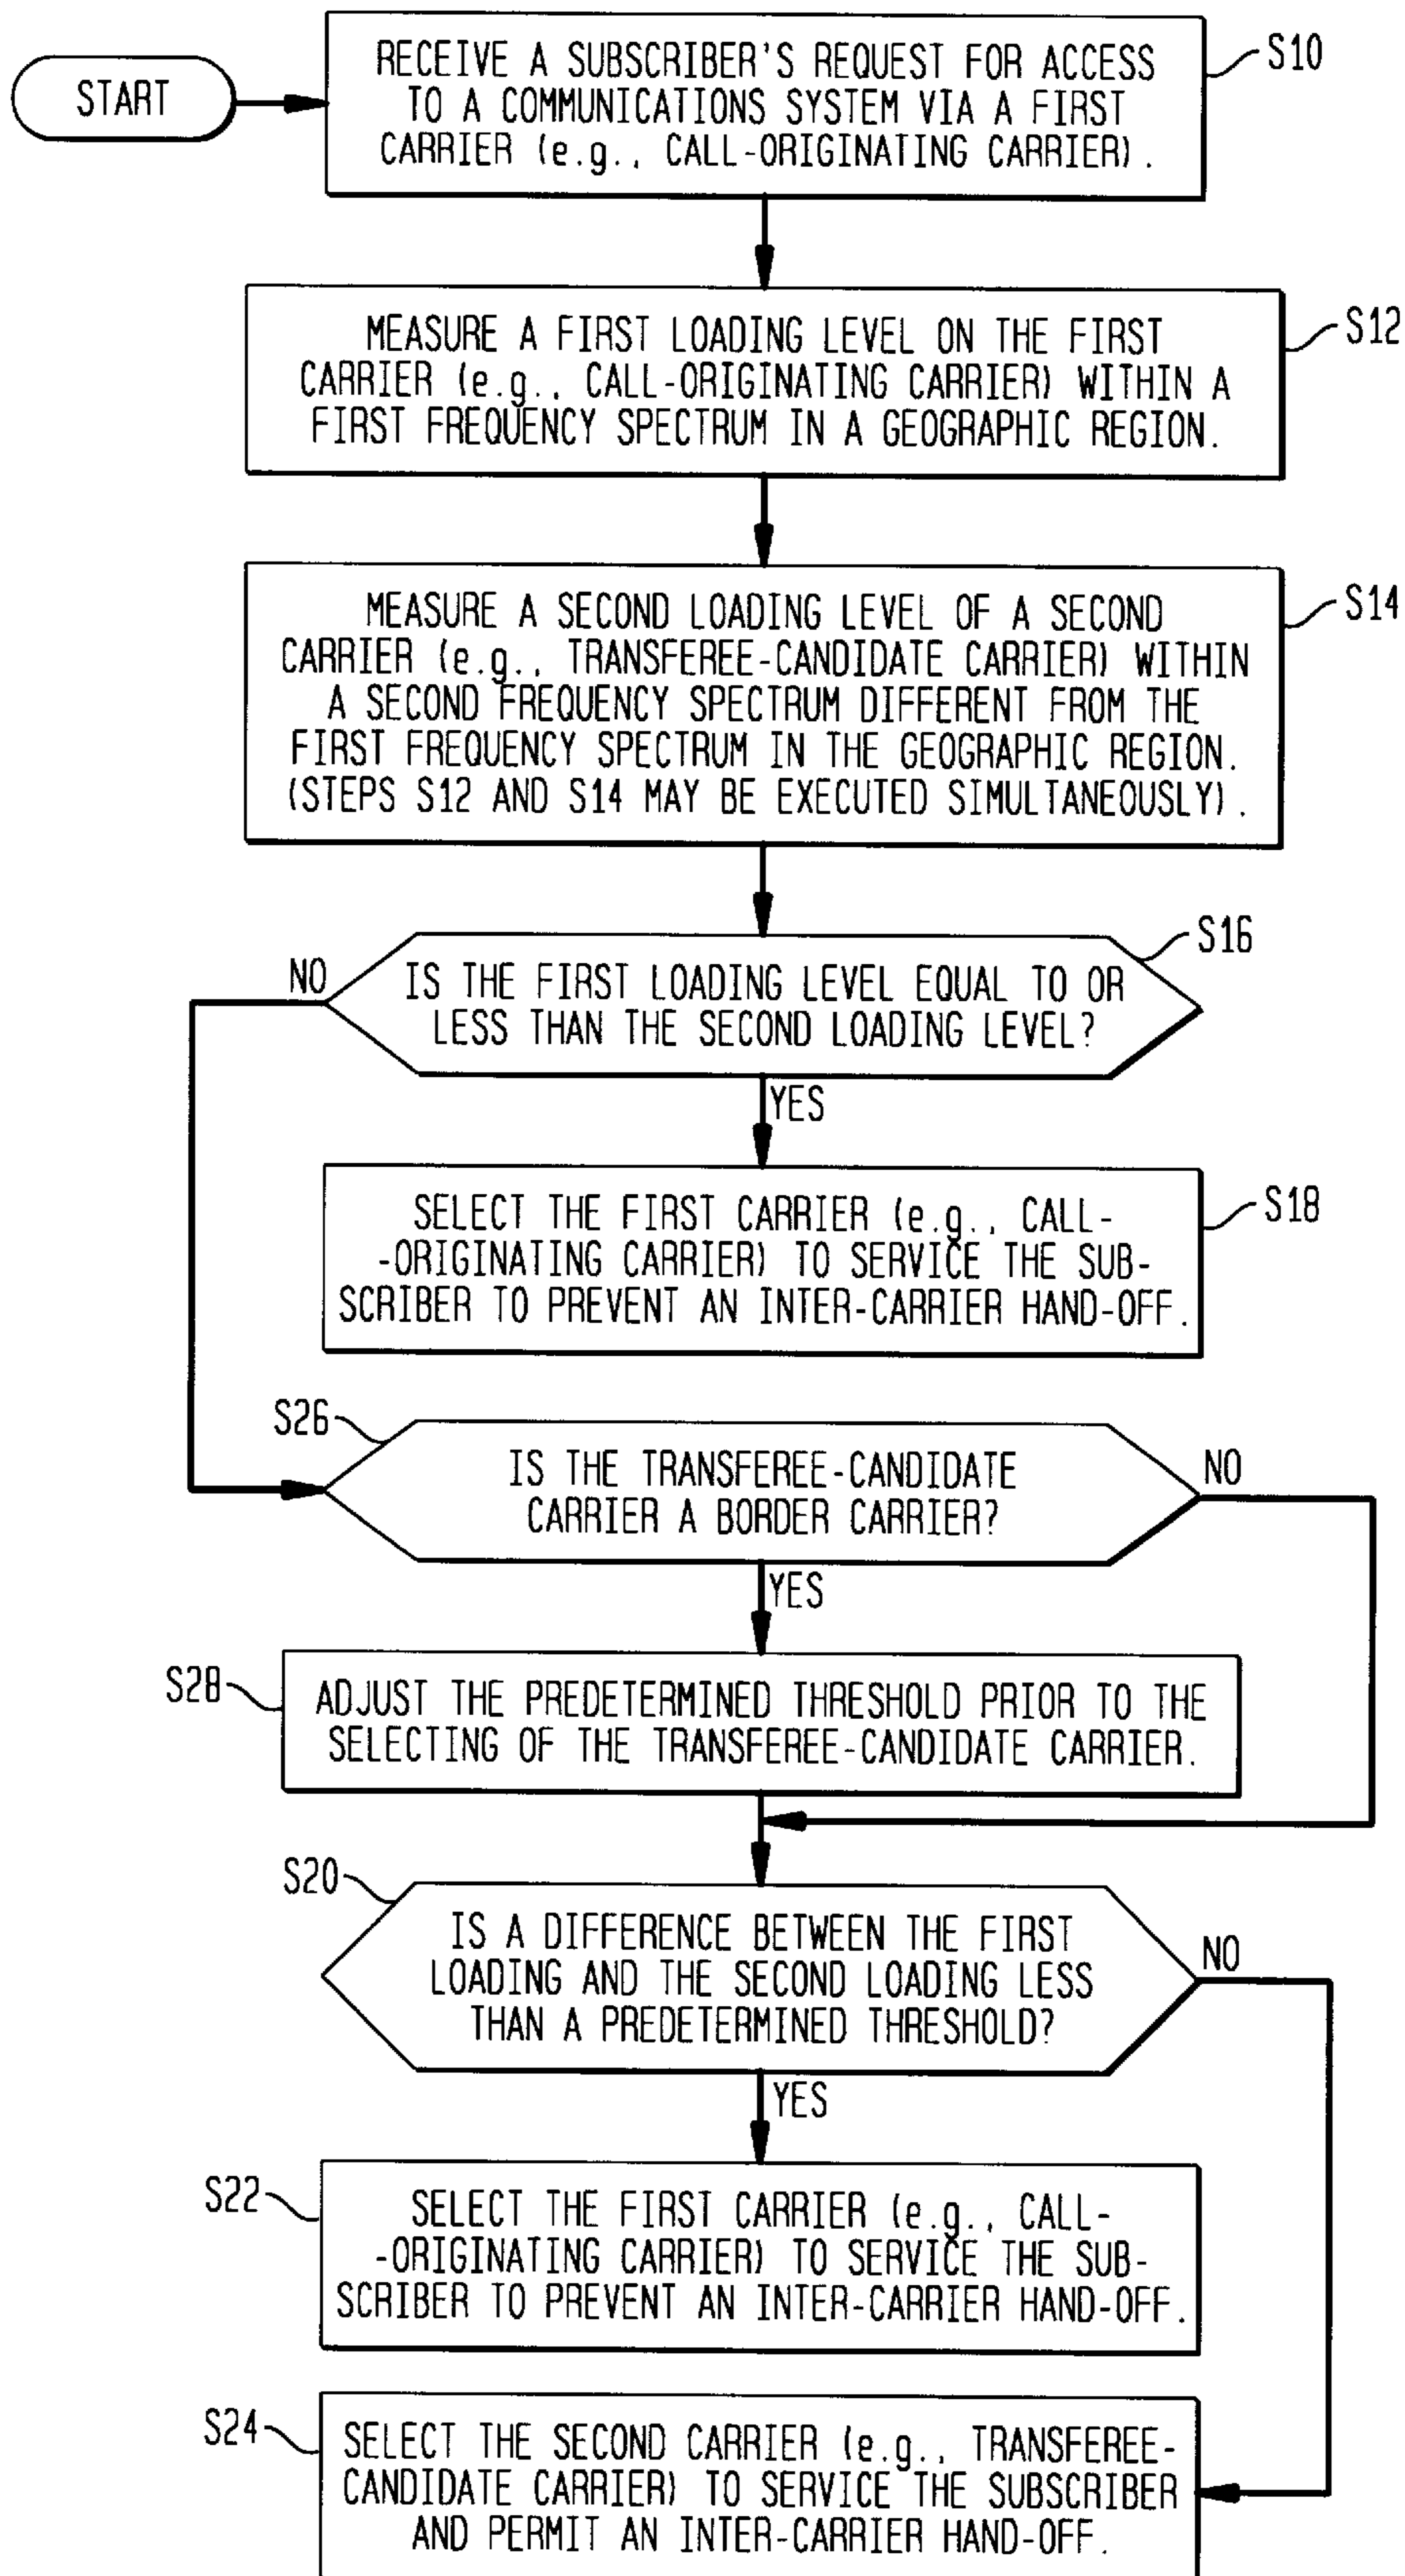 START
RECEIVE A SUBSCRIBER'S REQUEST FOR ACCESS
TO A COMMUNICATIONS SYSTEM VIA A FIRST
CARRIER (e.g., CALL-ORIGINATING CARRIER).
S10
MEASURE A FIRST LOADING LEVEL ON THE FIRST
CARRIER (e.g., CALL-ORIGINATING CARRIER) WITHIN A
FIRST FREQUENCY SPECTRUM IN A GEOGRAPHIC REGION.
S12
MEASURE A SECOND LOADING LEVEL OF A SECOND
CARRIER (e.g., TRANSFEREE-CANDIDATE CARRIER) WITHIN
A SECOND FREQUENCY SPECTRUM DIFFERENT FROM THE
FIRST FREQUENCY SPECTRUM IN THE GEOGRAPHIC REGION.
(STEPS S12 AND S14 MAY BE EXECUTED SIMULTANEOUSLY).
S14
S16
NO
IS THE FIRST LOADING LEVEL EQUAL TO OR
LESS THAN THE SECOND LOADING LEVEL?
YES
SELECT THE FIRST CARRIER (e.g., CALL-
-ORIGINATING CARRIER) TO SERVICE THE SUB-
SCRIBER TO PREVENT AN INTER-CARRIER HAND-OFF.
S18
S26
IS THE TRANSFEREE-CANDIDATE
CARRIER A BORDER CARRIER?
NO
YES
S28
ADJUST THE PREDETERMINED THRESHOLD PRIOR TO THE
SELECTING OF THE TRANSFEREE-CANDIDATE CARRIER.
S20
IS A DIFFERENCE BETWEEN THE FIRST
LOADING AND THE SECOND LOADING LESS
THAN A PREDETERMINED THRESHOLD?
NO
YES
S22
SELECT THE FIRST CARRIER (e.g., CALL-
-ORIGINATING CARRIER) TO SERVICE THE SUB-
SCRIBER TO PREVENT AN INTER-CARRIER HAND-OFF.
S24
SELECT THE SECOND CARRIER (e.g., TRANSFEREE-
CANDIDATE CARRIER) TO SERVICE THE SUBSCRIBER
AND PERMIT AN INTER-CARRIER HAND-OFF.